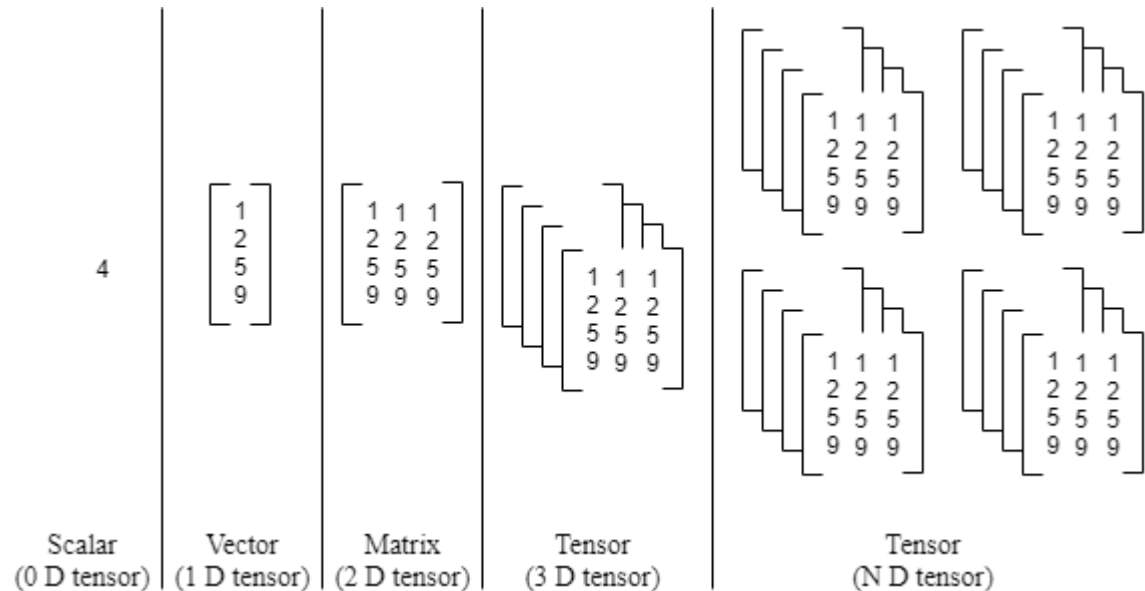 4
1
2
5
9
1 1 1
2 2 2
5 5 5
9 9 9
1 1 1
2 2 2
5 5 5
9 9 9
1 1 1
2 2 2
5 5 5
9 9 9
1 1 1
2 2 2
5 5 5
9 9 9
1 1 1
2 2 2
5 5 5
9 9 9
1 1 1
2 2 2
5 5 5
9 9 9
Scalar
(0 D tensor)
Vector
(1 D tensor)
Matrix
(2 D tensor)
Tensor
(3 D tensor)
Tensor
(N D tensor)